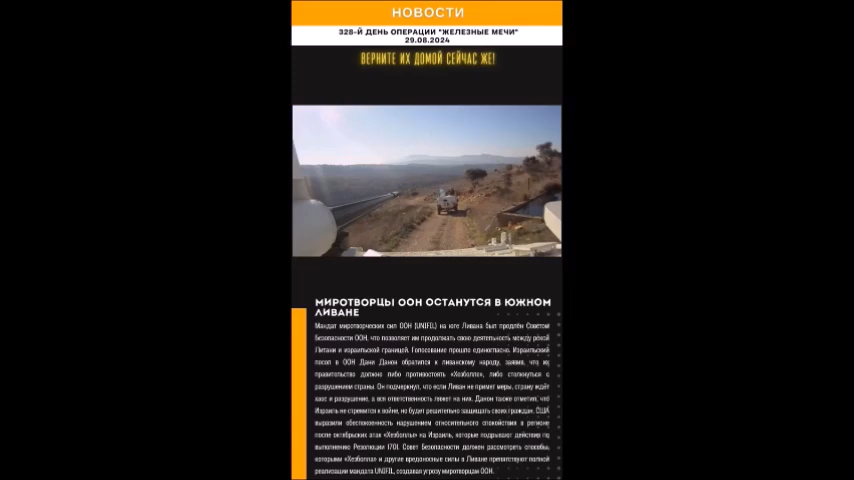 НОВОСТИ
328-Й ДЕНЬ ОПЕРАЦИИ "ЖЕЛЕЗНЫЕ МЕЧИ"
29.08.2024
ВЕРНИТЕ ИХ ДОМОЙ СЕЙЧАС ЖЕ!
МИРОТВОРЦЫ ООН ОСТАНУТСЯ В ЮЖНОМ
ЛИВАНЕ
Мандат миротворческих сил ООН (UNIFIL) на юге Ливана был продлён Советом
Безопасности ООН, что позволяет им продолжать свою деятельность между рекой
Литани и израильской границей. Голосование прошло единогласно. Израильский
посол в ООН Дани Данон обратился к ливанскому народу, заявив, что их
правительство должно либо противостоять «Хезболле», либо столкнуться с
разрушением страны. Он подчеркнул, что если Ливан не примет меры, страну ждёт
хаос и разрушение, а вся ответственность ляжет на них. Данон также отметил, что
Израиль не стремится к войне, но будет решительно защищать своих граждан. США
выразили обеспокоенность нарушением относительного спокойствия в регионе
после октябрьских атак «Хезболлы» на Израиль, которые подрывают действия по
выполнению Резолюции 1701. Совет Безопасности должен рассмотреть способы,
которыми «Хезболла» и другие вредоносные силы в Ливане препятствуют полной
реализации мандата UNIFIL, создавая угрозу миротворцам ООН.